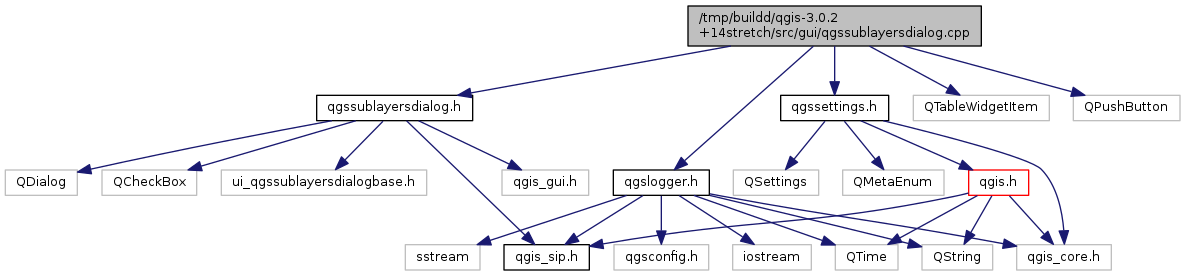 /tmp/buildd/qgis-3.0.2
+14stretch/src/gui/qgssublayersdialog.cpp
qgssublayersdialog.h
qgssettings.h
QTableWidgetItem
QPushButton
QDialog
QCheckBox
ui_qgssublayersdialogbase.h
qgis_gui.h
qgslogger.h
QSettings
QMetaEnum
qgis.h
sstream
qgis_sip.h
qgsconfig.h
iostream
QTime
QString
qgis_core.h